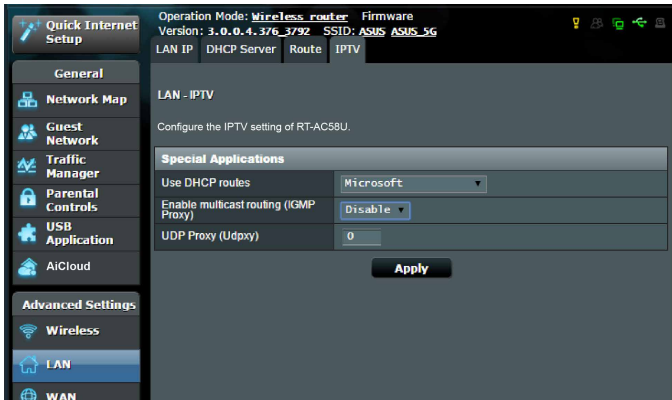 Quick Internet
Setup
Operation Mode: Wireless router Firmware
Version: 3.0.0.4.376_3792 SSID: ASUS ASUS_5G
LAN IP DHCP Server Route IPTV
General
Network Map
Guest
Network
Traffic
Manager
Parental
Controls
USB
Application
AiCloud
Advanced Settings
Wireless
LAN
WAN
LAN - IPTV
Configure the IPTV setting of RT-AC58U.
Special Applications
Use DHCP routes Microsoft
Enable multicast routing (IGMP
Proxy) Disable
UDP Proxy (Udpxy) 0
Apply